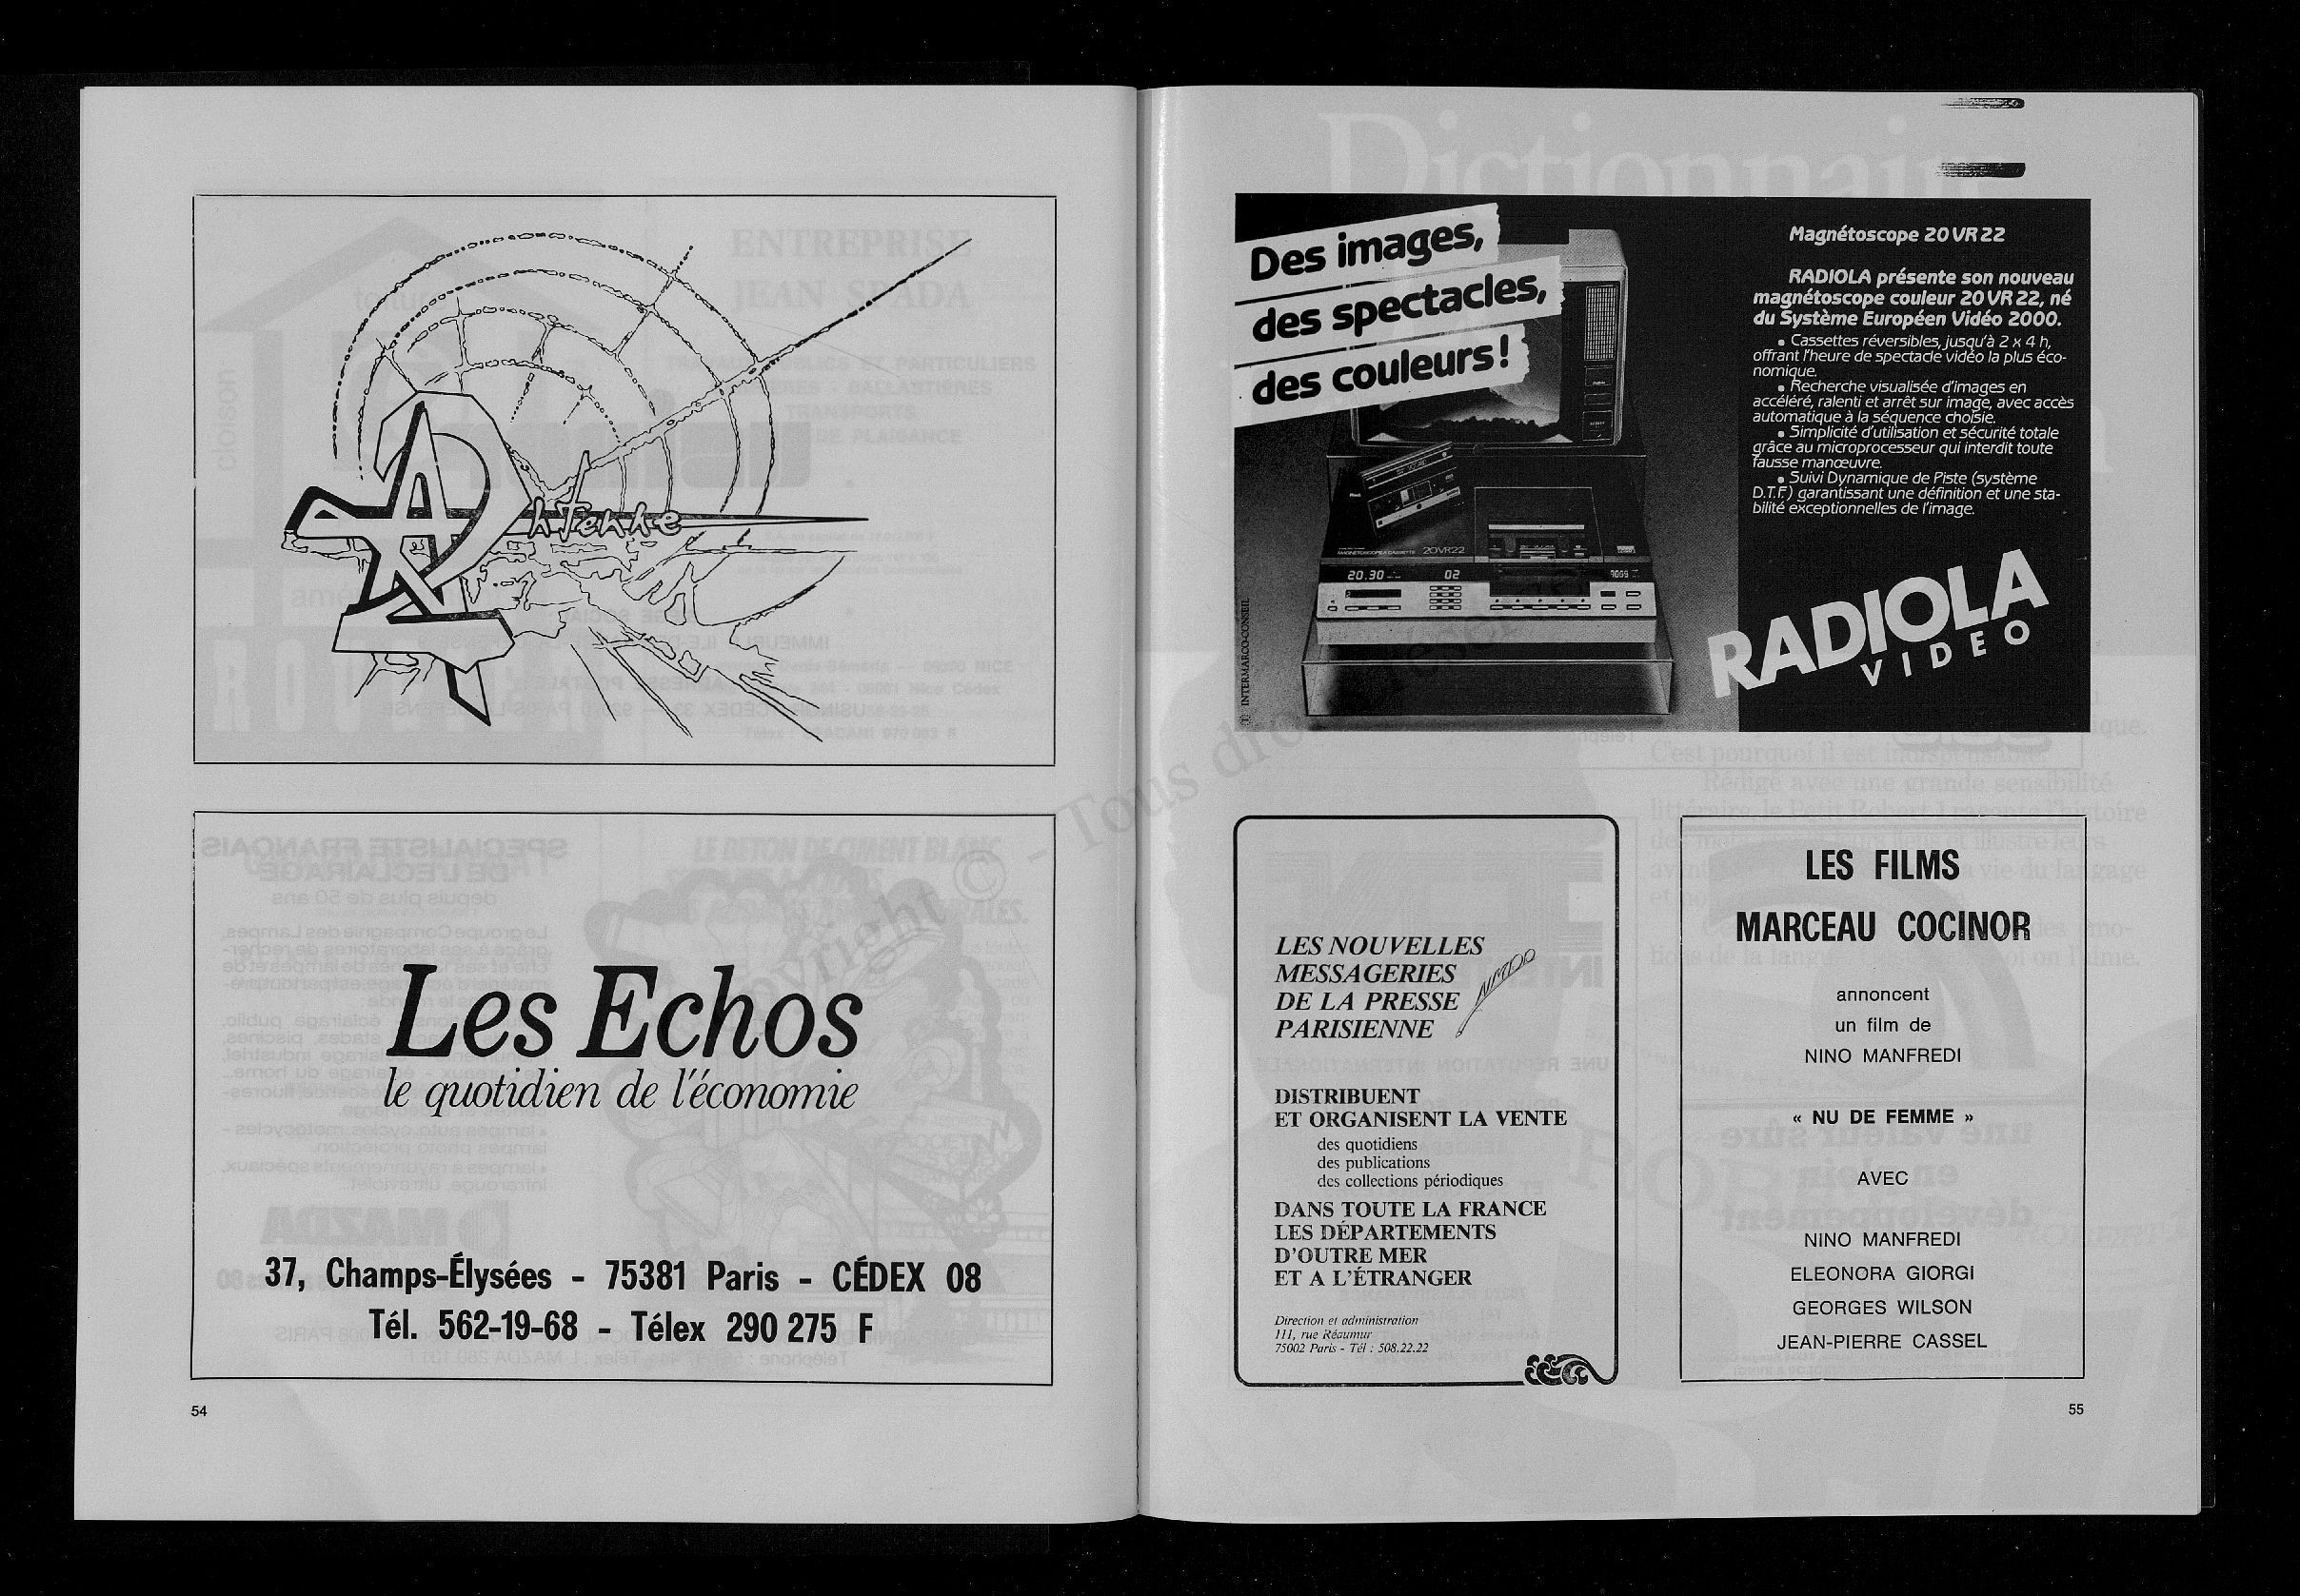 A2
Antenne
Les Echos
le quotidien de l'économie
37, Champs-Élysées - 75381 Paris - CÉDEX 08
Tél. 562-19-68 - Télex 290 275 F
54
Des images,
des spectacles,
des couleurs!
20VR22
20.30
02
INTERMARCO-CONSEIL
Magnétoscope 20 VR 22
RADIOLA présente son nouveau
magnétoscope couleur 20 VR 22, né
du Système Européen Vidéo 2000.
• Cassettes réversibles, jusqu'à 2 x 4 h,
offrant l'heure de spectacle vidéo la plus éco-
nomique.
• Recherche visualisée d'images en
accéléré, ralenti et arrêt sur image, avec accès
automatique à la séquence choisie.
• Simplicité d'utilisation et sécurité totale
grâce au microprocesseur qui interdit toute
fausse manœuvre.
• Suivi Dynamique de Piste (système
D.T.F.) garantissant une définition et une sta-
bilité exceptionnelles de l'image.
RADIOLA
VIDEO
LES NOUVELLES
MESSAGERIES
DE LA PRESSE
PARISIENNE
DISTRIBUENT
ET ORGANISENT LA VENTE
des quotidiens
des publications
des collections périodiques
DANS TOUTE LA FRANCE
LES DÉPARTEMENTS
D'OUTRE MER
ET A L'ÉTRANGER
Direction et administration
111, rue Réaumur
75002 Paris - Tél : 508.22.22
LES FILMS
MARCEAU COCINOR
annoncent
un film de
NINO MANFREDI
« NU DE FEMME »
AVEC
NINO MANFREDI
ELEONORA GIORGI
GEORGES WILSON
JEAN-PIERRE CASSEL
55